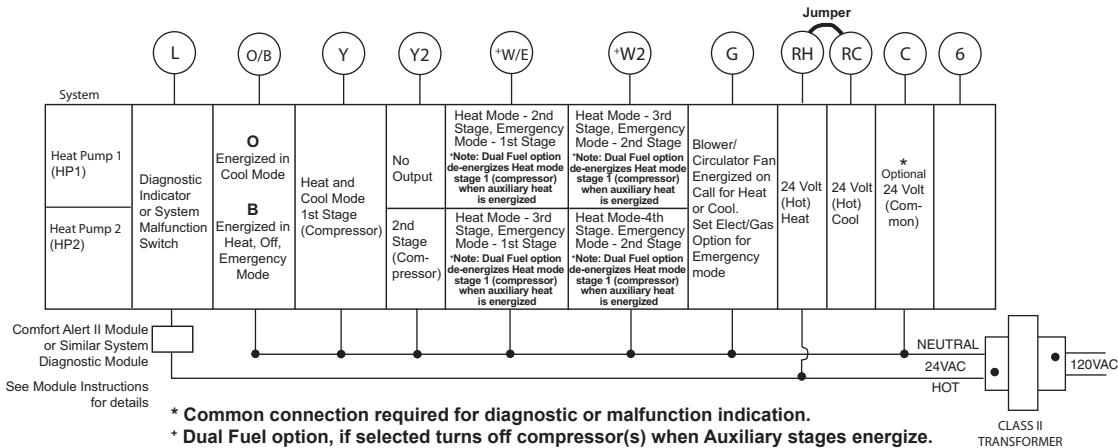 Jumper
L
O/B
Y
Y2
+W/E
+W2
G
RH
RC
C
6
System
Heat Pump 1
(HP1)
Heat Pump 2
(HP2)
Diagnostic
Indicator
or System
Malfunction
Switch
O
Energized in
Cool Mode
B
Energized in
Heat, Off,
Emergency
Mode
Heat and
Cool Mode
1st Stage
(Compressor)
No
Output
2nd
Stage
(Com-
pressor)
Heat Mode - 2nd
Stage, Emergency
Mode - 1st Stage
+Note: Dual Fuel option
de-energizes Heat mode
stage 1 (compressor)
when auxiliary heat
is energized
Heat Mode - 3rd
Stage, Emergency
Mode - 1st Stage
+Note: Dual Fuel option
de-energizes Heat mode
stage 1 (compressor)
when auxiliary heat
is energized
Heat Mode - 3rd
Stage, Emergency
Mode - 2nd Stage
+Note: Dual Fuel option
de-energizes Heat mode
stage 1 (compressor)
when auxiliary heat
is energized
Heat Mode-4th
Stage. Emergency
Mode - 2nd Stage
+Note: Dual Fuel option
de-energizes Heat mode
stage 1 (compressor)
when auxiliary heat
is energized
Blower/
Circulator Fan
Energized on
Call for Heat
or Cool.
Set Elect/Gas
Option for
Emergency
mode
24 Volt
(Hot)
Heat
24 Volt
(Hot)
Cool
*
Optional
24 Volt
(Com-
mon)
Comfort Alert II Module
or Similar System
Diagnostic Module
See Module Instructions
for details
NEUTRAL
24VAC
HOT
120VAC
CLASS II
TRANSFORMER
* Common connection required for diagnostic or malfunction indication.
+ Dual Fuel option, if selected turns off compressor(s) when Auxiliary stages energize.